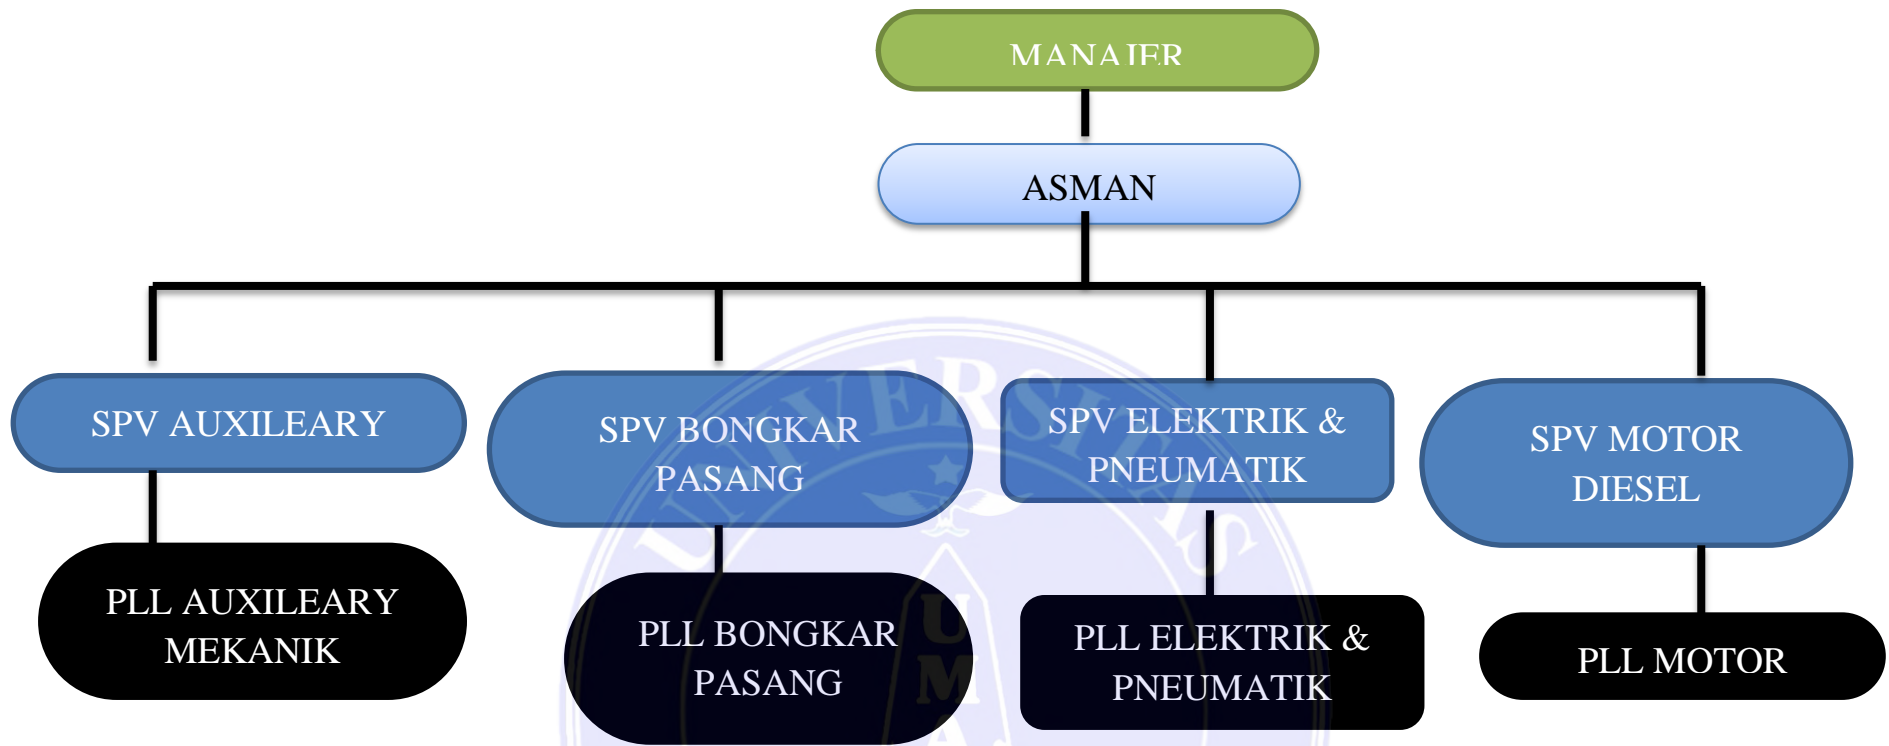 MANAJER
ASMAN
SPV AUXILEARY
SPV BONGKAR
PASANG
SPV ELEKTRIK &
PNEUMATIK
SPV MOTOR
DIESEL
PLL AUXILEARY
MEKANIK
PLL BONGKAR
PASANG
PLL ELEKTRIK &
PNEUMATIK
PLL MOTOR
UNIVERSITAS
U
M
A